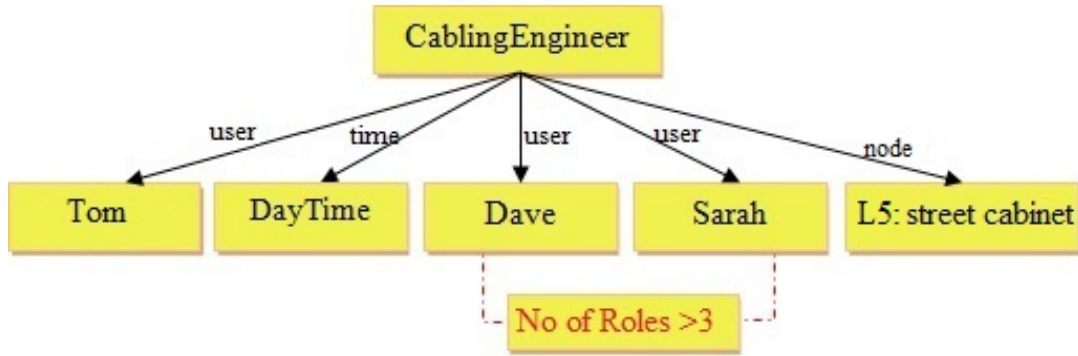 CablingEngineer
user
time
user
user
node
Tom
DayTime
Dave
Sarah
L5: street cabinet
No of Roles >3